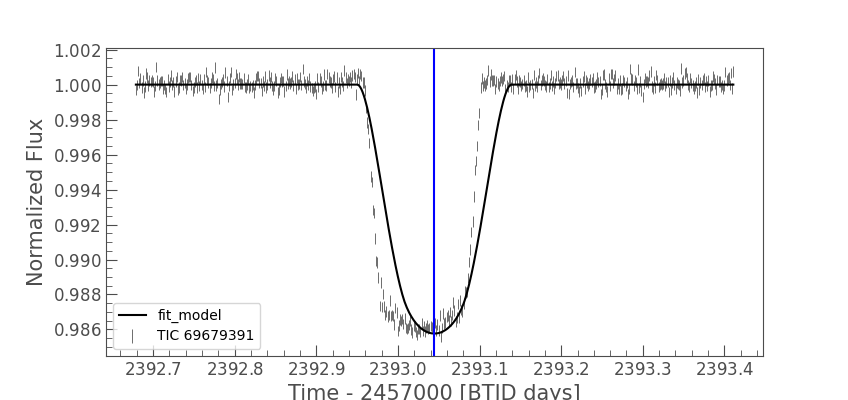 1.002
1.000
0.998
0.996
0.994
0.992
0.990
0.988
0.986
Normalized Flux
fit_model
TIC 69679391
2392.7 2392.8 2392.9 2393.0 2393.1 2393.2 2393.3 2393.4
Time - 2457000 [BTJD days]